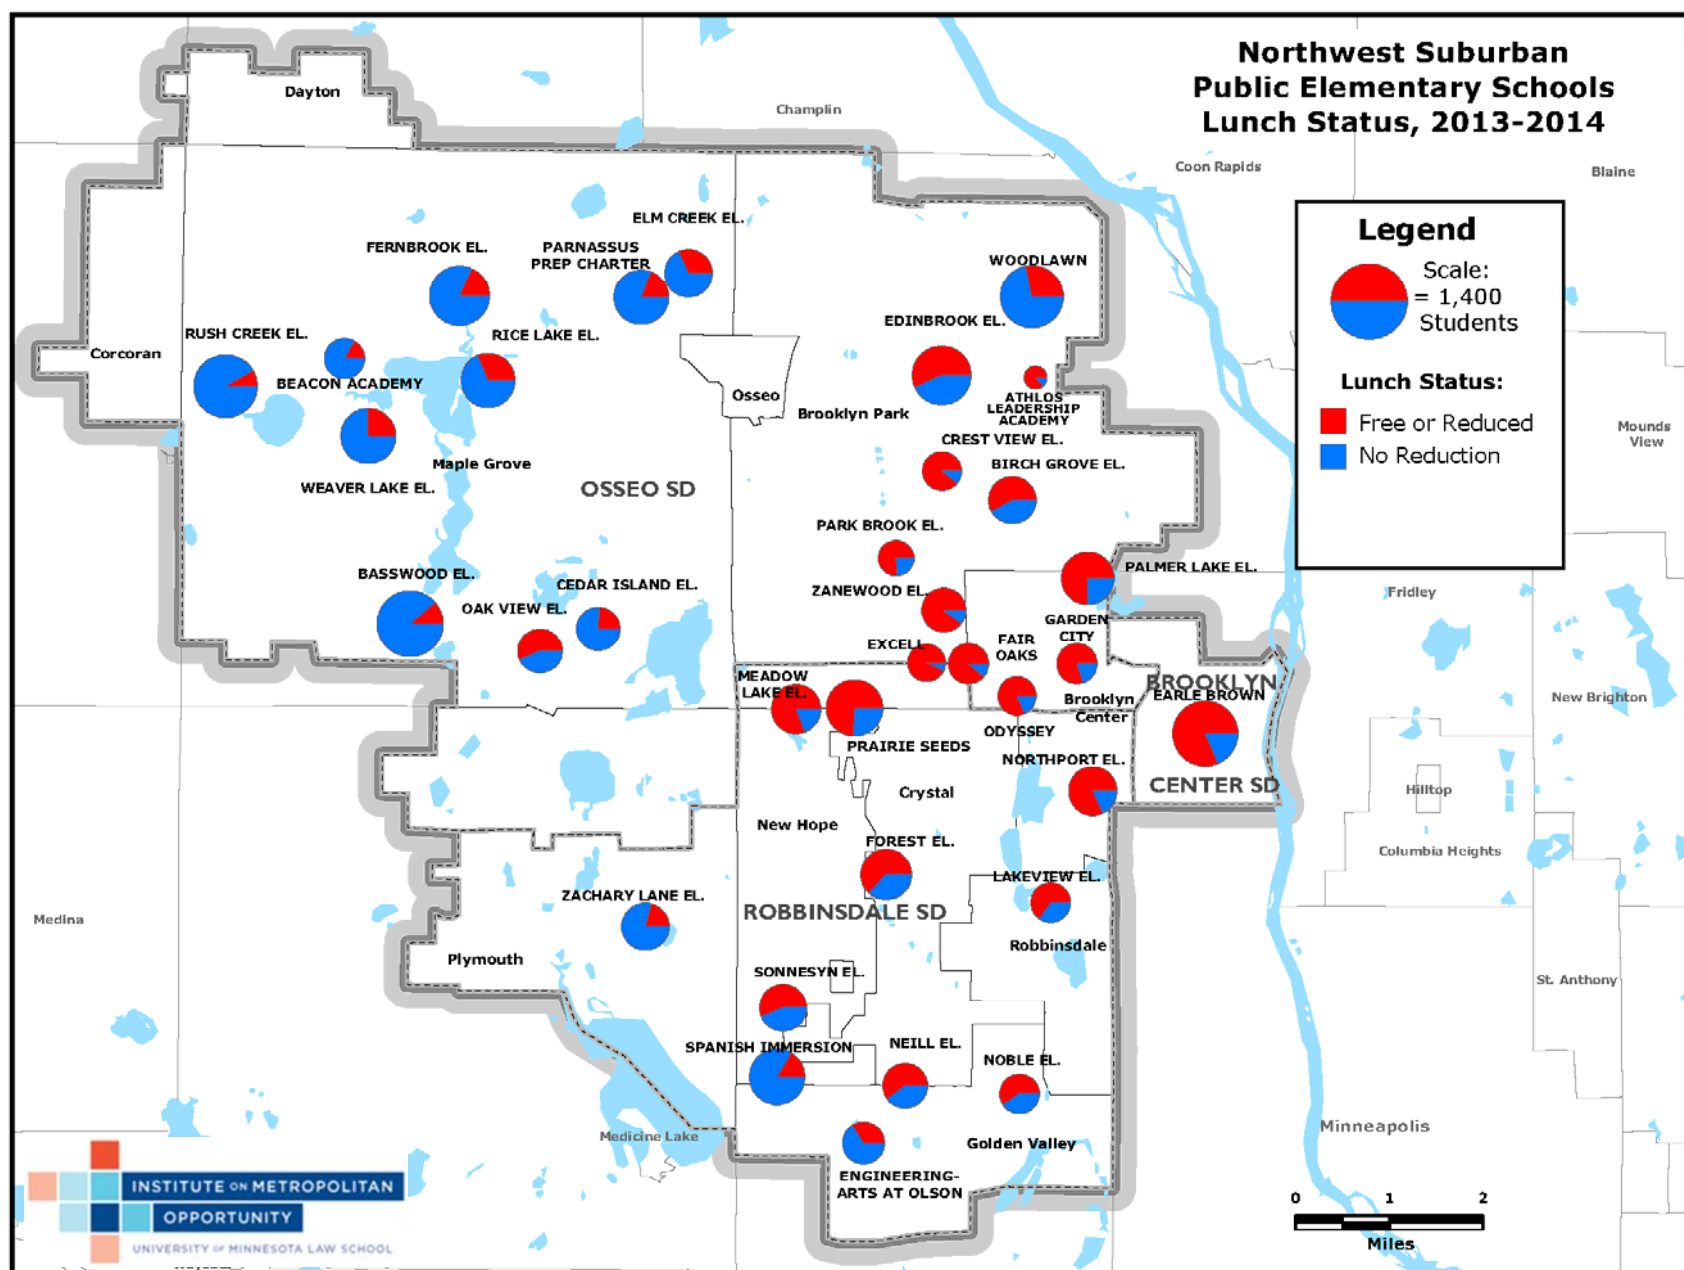 Northwest Suburban
Public Elementary Schools
Lunch Status, 2013-2014
Dayton
Champlin
Coon Rapids
Blaine
Legend
Scale:
= 1,400
Students
Lunch Status:
Free or Reduced
No Reduction
ELM CREEK EL.
FERNBROOK EL.
PARNASSUS
PREP CHARTER
WOODLAWN
EDINBROOK EL.
RUSH CREEK EL.
RICE LAKE EL.
Corcoran
BEACON ACADEMY
Osseo
Brooklyn Park
ATHLOS
LEADERSHIP
ACADEMY
CREST VIEW EL.
Mounds
View
Maple Grove
BIRCH GROVE EL.
WEAVER LAKE EL.
OSSEO SD
PARK BROOK EL.
BASSWOOD EL.
CEDAR ISLAND EL.
PALMER LAKE EL.
OAK VIEW EL.
ZANEWOOD EL.
Fridley
GARDEN
CITY
EXCELL
FAIR
OAKS
MEADOW
LAKE EL.
BROOKLYN
EARLE BROWN
Brooklyn
Center
New Brighton
ODYSSEY
PRAIRIE SEEDS
NORTHPORT EL.
CENTER SD
Crystal
Hilltop
New Hope
FOREST EL.
Columbia Heights
LAKEVIEW EL.
ZACHARY LANE EL.
ROBBINSDALE SD
Medina
Robbinsdale
Plymouth
SONNESYN EL.
St. Anthony
SPANISH IMMERSION
NEILL EL.
NOBLE EL.
Minneapolis
Medicine Lake
Golden Valley
ENGINEERING-
ARTS AT OLSON
INSTITUTE ON METROPOLITAN
OPPORTUNITY
UNIVERSITY OF MINNESOTA LAW SCHOOL
0 1 2
Miles